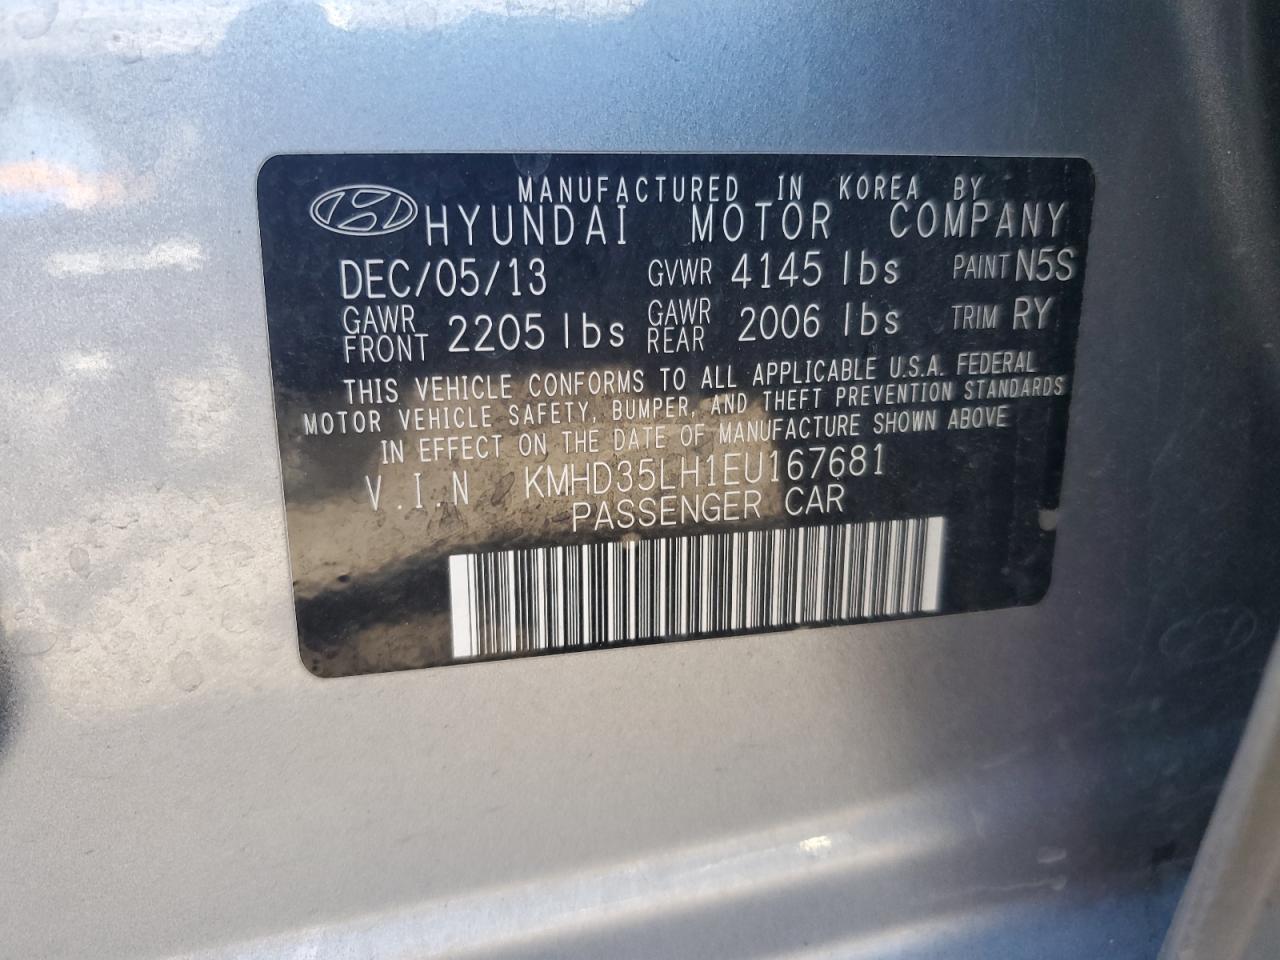 MANUFACTURED IN KOREA BY
HYUNDAI MOTOR COMPANY
DEC/05/13 GVWR 4145 lbs PAINT N5S
GAWR FRONT 2205 lbs GAWR REAR 2006 lbs TRIM RY
THIS VEHICLE CONFORMS TO ALL APPLICABLE U.S.A. FEDERAL
MOTOR VEHICLE SAFETY, BUMPER, AND THEFT PREVENTION STANDARDS
IN EFFECT ON THE DATE OF MANUFACTURE SHOWN ABOVE
V.I.N KMHD35LH1EU167681
PASSENGER CAR